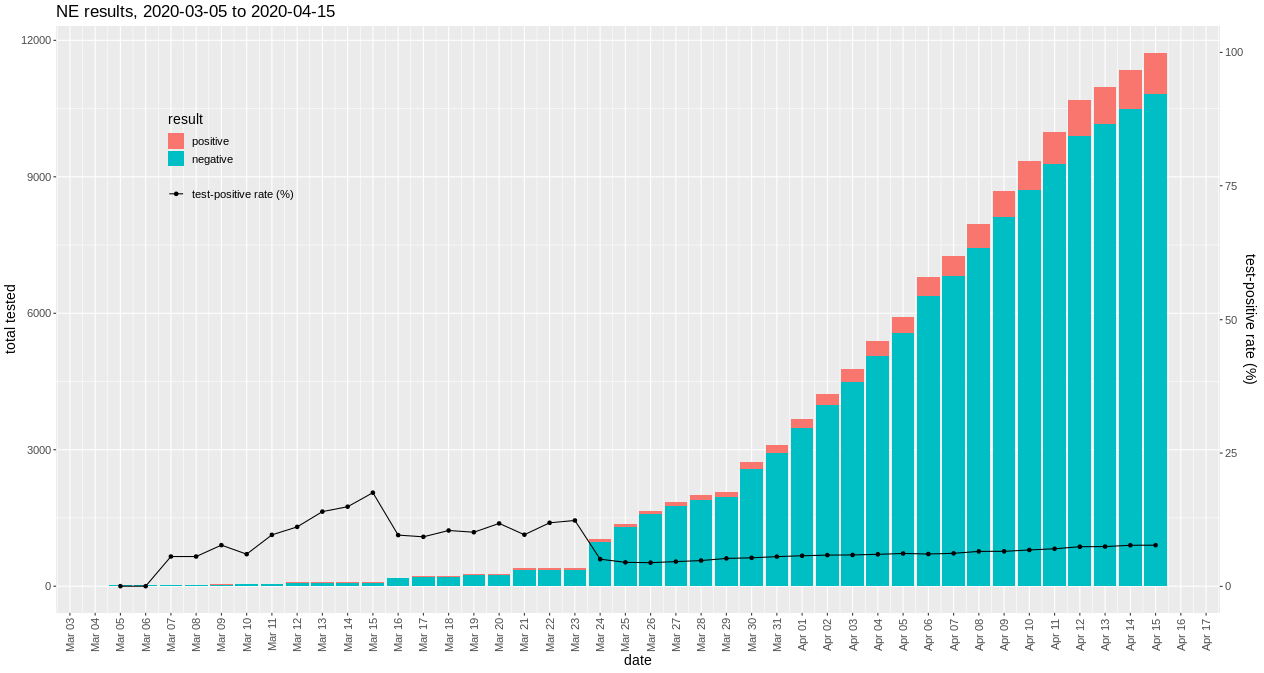 NE results, 2020-03-05 to 2020-04-15
12000
9000
6000
3000
0
total tested
result
positive
negative
test-positive rate (%)
100
75
50
25
0
test-positive rate (%)
Mar 03
Mar 04
Mar 05
Mar 06
Mar 07
Mar 08
Mar 09
Mar 10
Mar 11
Mar 12
Mar 13
Mar 14
Mar 15
Mar 16
Mar 17
Mar 18
Mar 19
Mar 20
Mar 21
Mar 22
Mar 23
Mar 24
Mar 25
Mar 26
Mar 27
Mar 28
Mar 29
Mar 30
Mar 31
Apr 01
Apr 02
Apr 03
Apr 04
Apr 05
Apr 06
Apr 07
Apr 08
Apr 09
Apr 10
Apr 11
Apr 12
Apr 13
Apr 14
Apr 15
Apr 16
Apr 17
date